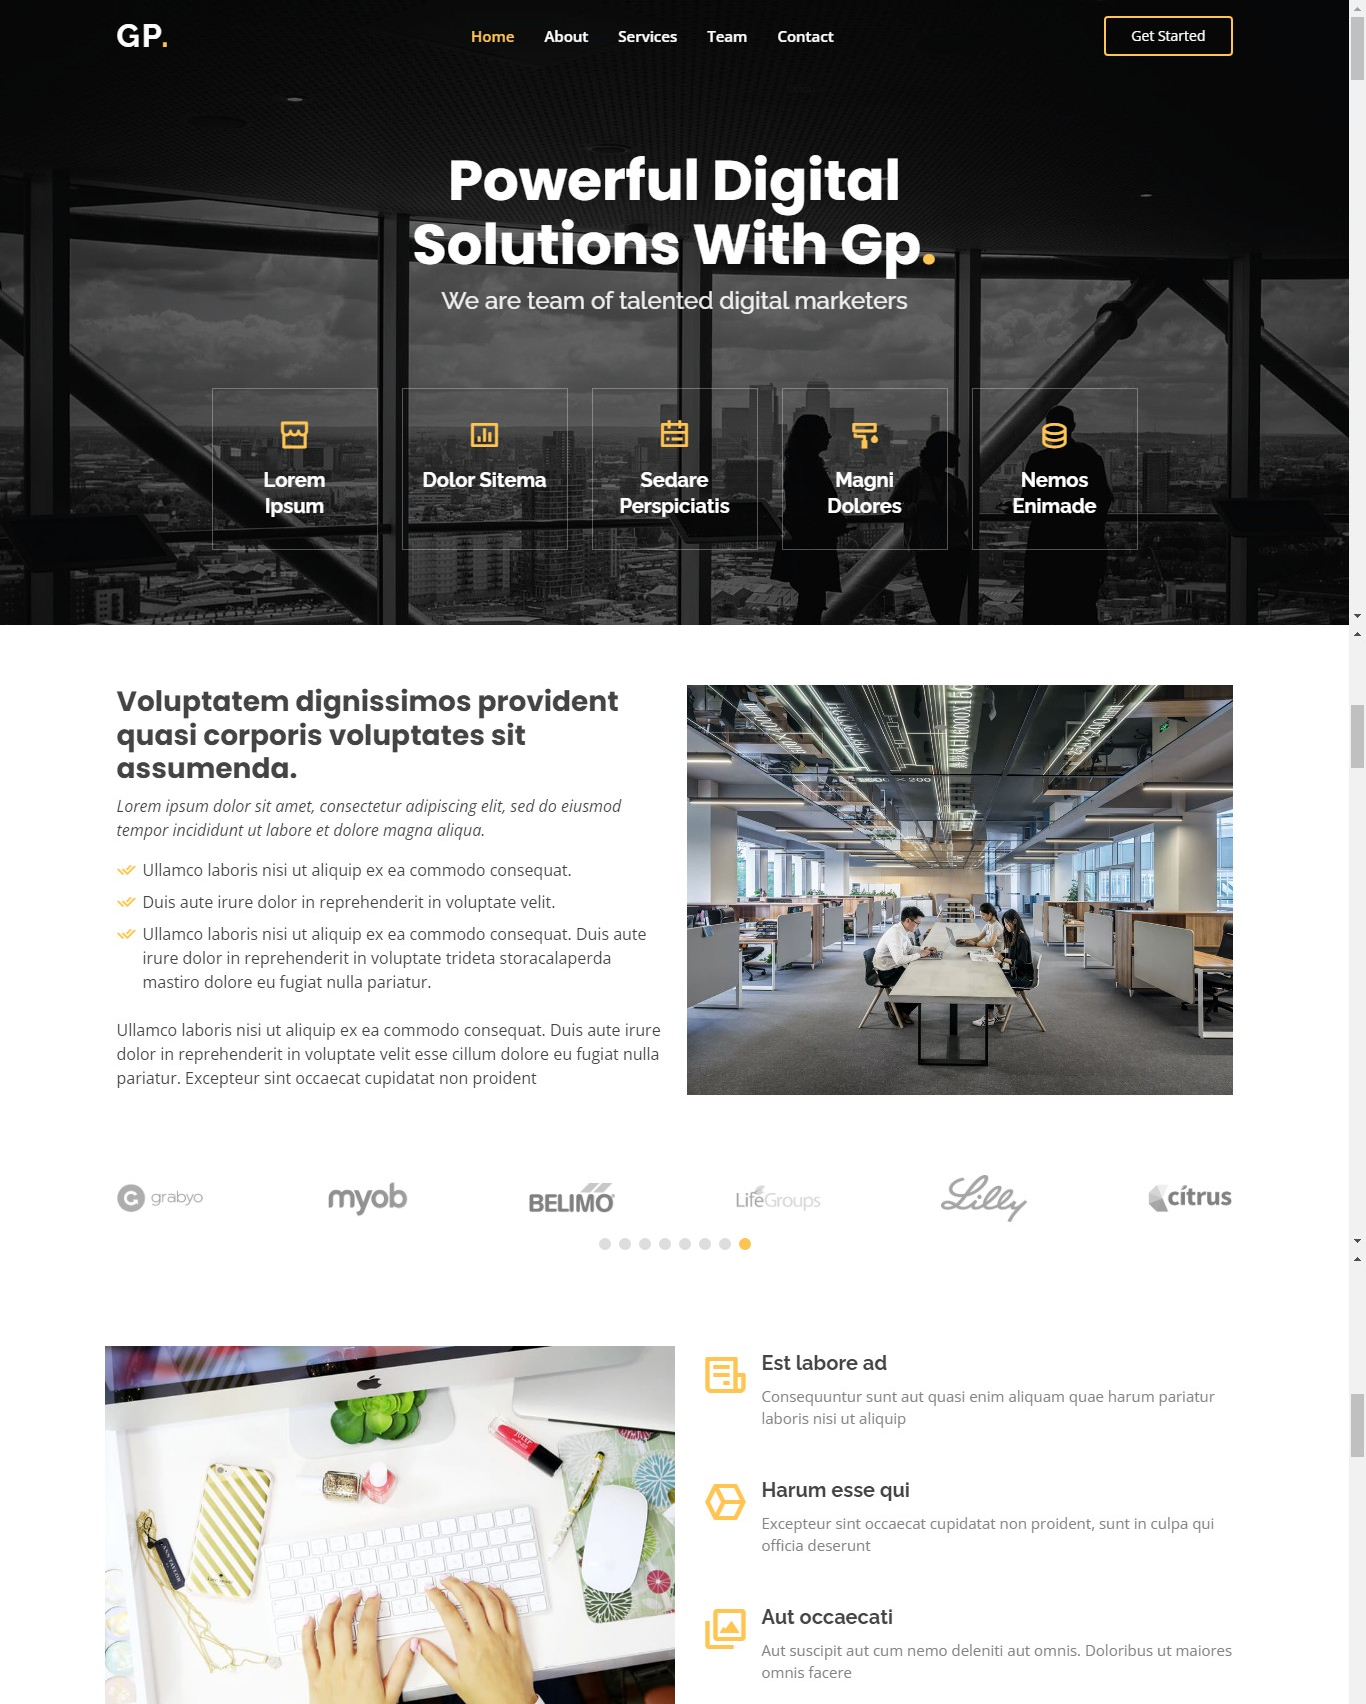 GP.
Home About Services Team Contact
Get Started
Powerful Digital
Solutions With Gp.
We are team of talented digital marketers
Lorem
Ipsum
Dolor Sitema
Sedare
Perspiciatis
Magni
Dolores
Nemos
Enimade
Voluptatem dignissimos provident
quasi corporis voluptates sit
assumenda.
Lorem ipsum dolor sit amet, consectetur adipiscing elit, sed do eiusmod
tempor incididunt ut labore et dolore magna aliqua.
Ullamco laboris nisi ut aliquip ex ea commodo consequat.
Duis aute irure dolor in reprehenderit in voluptate velit.
Ullamco laboris nisi ut aliquip ex ea commodo consequat. Duis aute
irure dolor in reprehenderit in voluptate trideta storacalaperda
mastiro dolore eu fugiat nulla pariatur.
Ullamco laboris nisi ut aliquip ex ea commodo consequat. Duis aute irure
dolor in reprehenderit in voluptate velit esse cillum dolore eu fugiat nulla
pariatur. Excepteur sint occaecat cupidatat non proident
grabyo
myob
BELIMO
LifeGroups
Lilly
citrus
Est labore ad
Consequuntur sunt aut quasi enim aliquam quae harum pariatur
laboris nisi ut aliquip
Harum esse qui
Excepteur sint occaecat cupidatat non proident, sunt in culpa qui
officia deserunt
Aut occaecati
Aut suscipit aut cum nemo deleniti aut omnis. Doloribus ut maiores
omnis facere